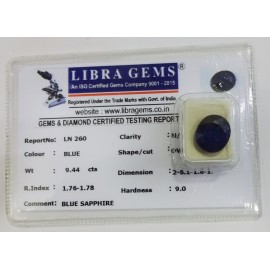 LIBRA GEMS
An ISO Certified Gems Company 9001 - 2015
Registered Under the Trade Marks with Govt. of India.
website : www.libragems.co.in
GEMS & DIAMOND CERTIFIED TESTING REPORT
ReportNo: LN 260 Clarity N/
Colour BLUE Shape/cut
Wt 9.44 cts Dimension
R.Index 1.76-1.78 Hardness 9.0
Comment: BLUE SAPPHIRE